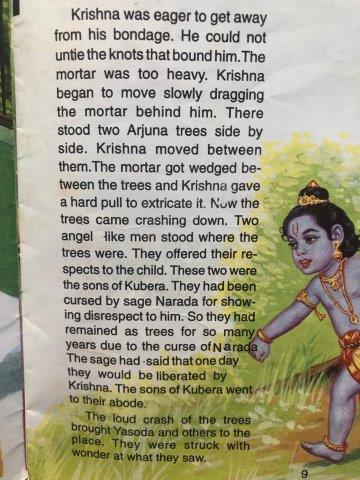 Krishna was eager to get away
from his bondage. He could not
untie the knots that bound him.The
mortar was too heavy. Krishna
began to move slowly dragging
the mortar behind him. There
stood two Arjuna trees side by
side. Krishna moved between
them.The mortar got wedged be-
tween the trees and Krishna gave
a hard pull to extricate it. Now the
trees came crashing down. Two
angel like men stood where the
trees were. They offered their re-
spects to the child. These two were
the sons of Kubera. They had been
cursed by sage Narada for show-
ing disrespect to him. So they had
remained as trees for so many
years due to the curse of Narada
The sage had said that one day
they would be liberated by
Krishna. The sons of Kubera went
to their abode.
The loud crash of the trees
brought Yasoda and others to the
place. They were struck with
wonder at what they saw.
9